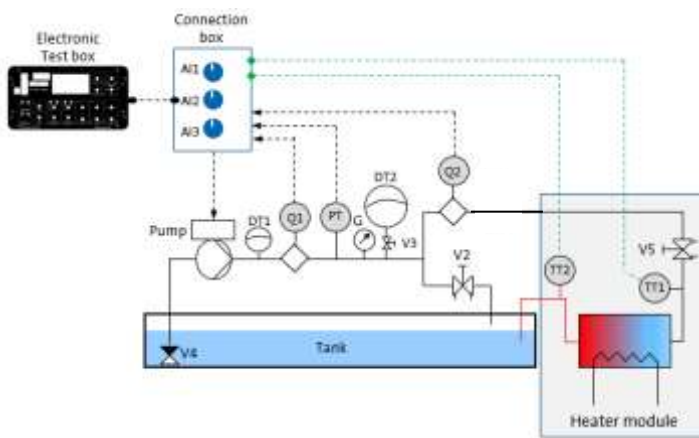 Connection
box
Electronic
Test box
AI1
AI2
AI3
Q2
DT2
DT1
Q1
PT
G
V3
Pump
V2
V5
TT2
TT1
V4
Tank
Heater module